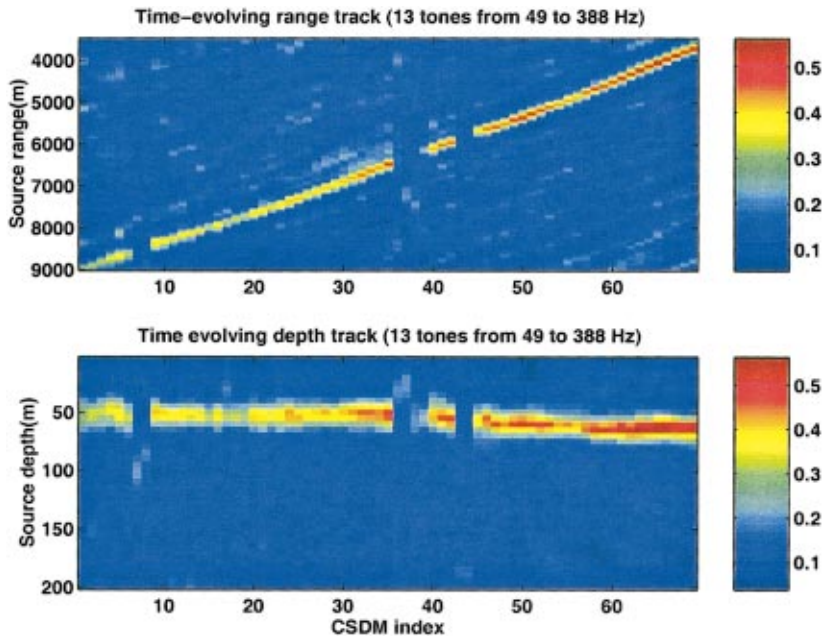 Time-evolving range track (13 tones from 49 to 388 Hz)
Source range(m)
4000
5000
6000
7000
8000
9000
10 20 30 40 50 60
0.5
0.4
0.3
0.2
0.1
Time evolving depth track (13 tones from 49 to 388 Hz)
Source depth(m)
50
100
150
200
10 20 30 40 50 60
CSDM index
0.5
0.4
0.3
0.2
0.1